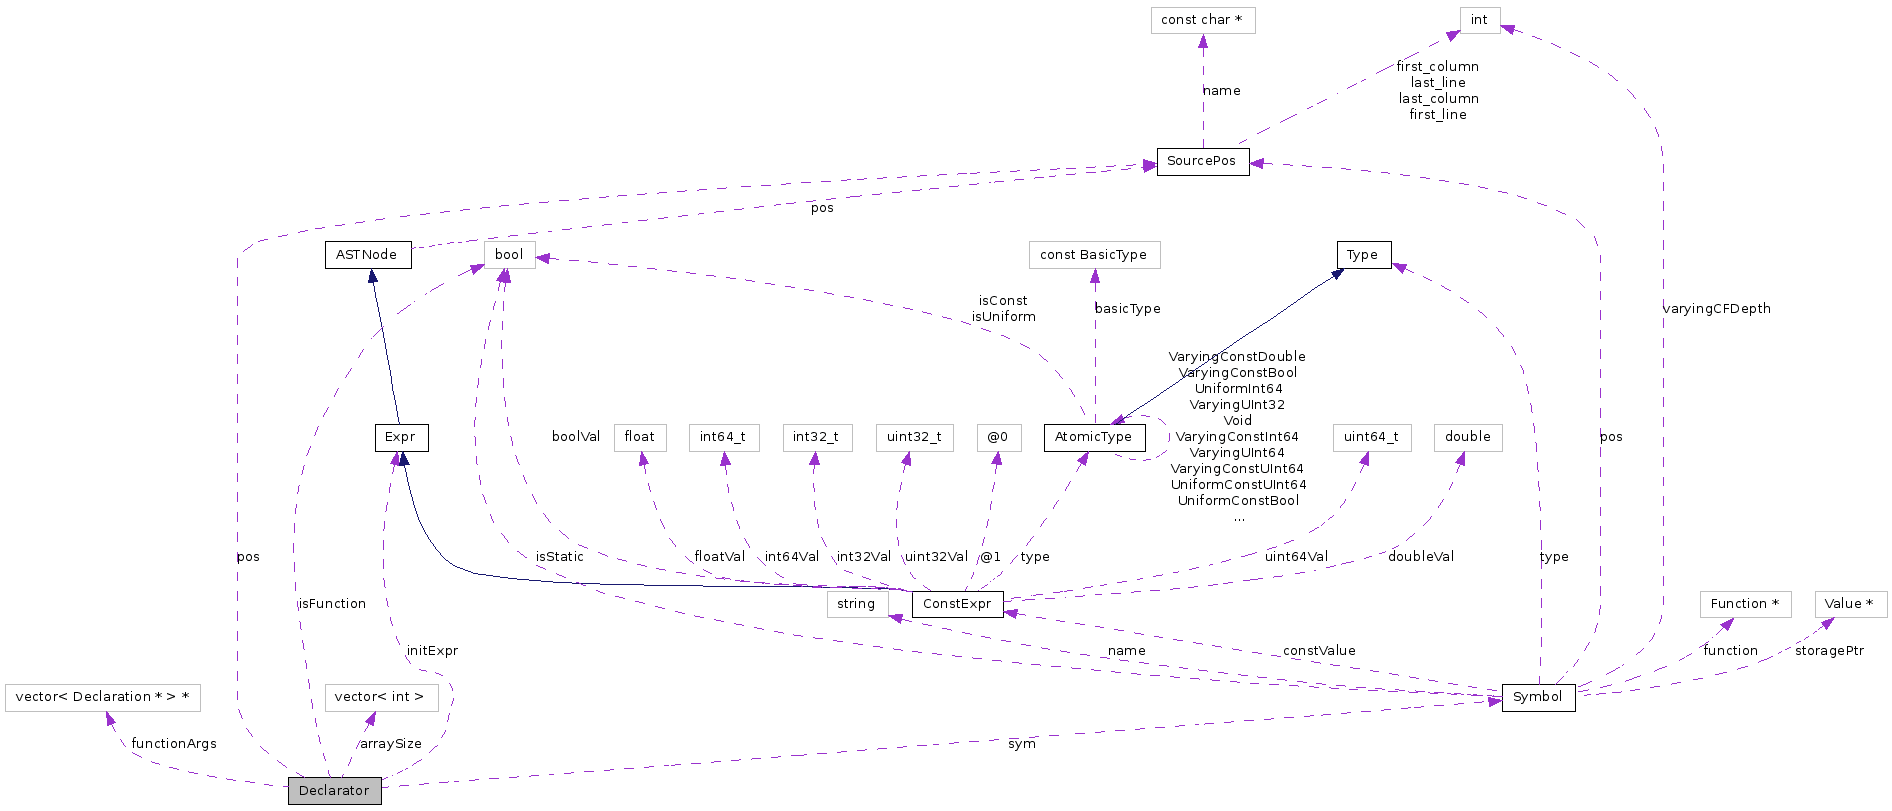 const char *
int
first_column
last_line
last_column
first_line
name
SourcePos
pos
ASTNode
bool
const BasicType
Type
isConst
isUniform
basicType
varyingCFDepth
VaryingConstDouble
VaryingConstBool
UniformInt64
VaryingUInt32
Void
VaryingConstInt64
VaryingUInt64
VaryingConstUInt64
UniformConstUInt64
UniformConstBool
...
Expr
boolVal
float
int64_t
int32_t
uint32_t
@0
AtomicType
uint64_t
double
pos
pos
isStatic
floatVal
int64Val
int32Val
uint32Val
@1
type
uint64Val
doubleVal
type
isFunction
string
ConstExpr
Function *
Value *
initExpr
name
constValue
function
storagePtr
vector< Declaration * > *
vector< int >
Symbol
functionArgs
arraySize
sym
Declarator